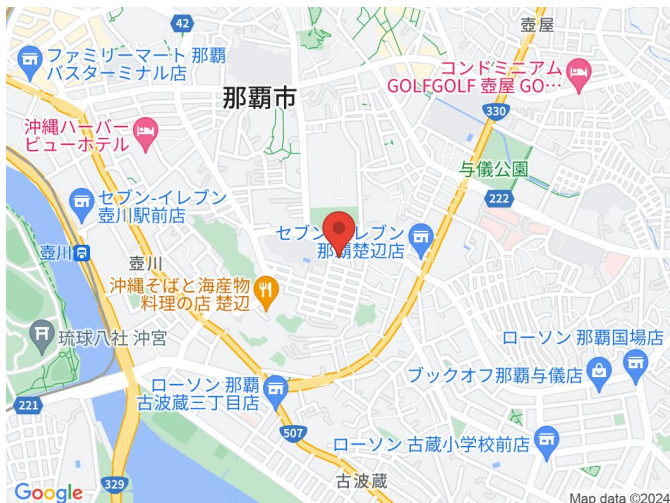 42
壺屋
ファミリーマート 那覇
バスターミナル店
コンドミニアム
GOLFGOLF 壺屋 GO…
那覇市
330
沖縄ハーバー
ビューホテル
与儀公園
222
セブン-イレブン
壺川駅前店
セブン
イレブン
那覇楚辺店
壺川
壺川
沖縄そばと海産物
料理の店 楚辺
琉球八社 沖宮
ローソン 那覇国場店
ブックオフ那覇与儀店
ローソン 那覇
古波蔵三丁目店
221
507
ローソン 古蔵小学校前店
古波蔵
329
Google
Map data ©2024